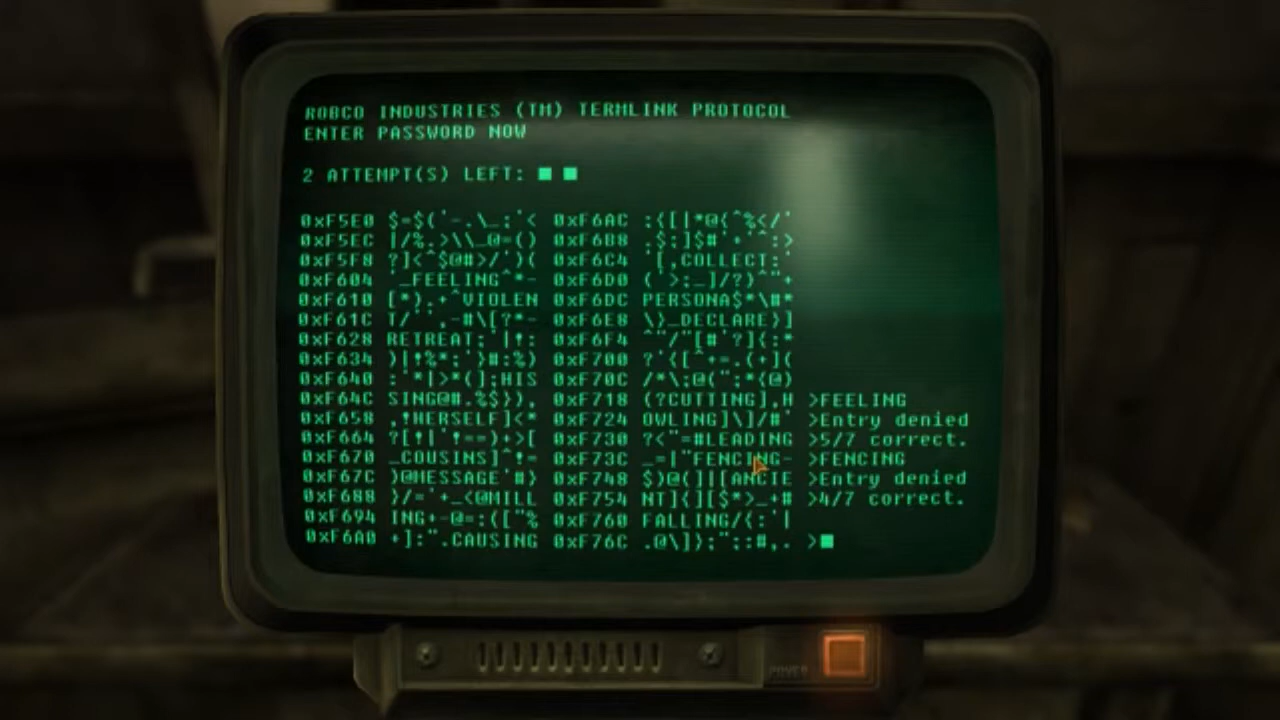 ROBCO INDUSTRIES (TM) TERMLINK PROTOCOL
ENTER PASSWORD NOW
2 ATTEMPT(S) LEFT: ■ ■
0xF5E0 $=$('-.\_:'< 0xF6AC :{[|*@{^%</'
0xF5EC |/%.>\\_@=() 0xF6B8 .$:]$#'+'^:>
0xF5F8 ?]<^$@#>/')( 0xF6C4 '[,COLLECT:'
0xF604 '_FEELING^*- 0xF6D0 ('>:_]/?)^"+
0xF610 [*).+^VIOLEN 0xF6DC PERSONA$*\#*
0xF61C T/'',-#\[?*- 0xF6E8 \)_DECLARE}]
0xF628 RETREAT:'|!: 0xF6F4 ^"/"[#'?]{:*
0xF634 )|!%*;'}#:%) 0xF700 ?'{[^+=.(+](
0xF640 :'*|>*(];HIS 0xF70C /*\;@(";*{@)
0xF64C SING@#.%$}), 0xF718 (?CUTTING],H >FEELING
0xF658 ,!HERSELF]<* 0xF724 OWLING]\]/#' >Entry denied
0xF664 ?[!|'!==)+>[ 0xF730 ?<"=#LEADING >5/7 correct.
0xF670 _COUSINS]^!= 0xF73C _=|"FENCING- >FENCING
0xF67C )@MESSAGE'#} 0xF748 $)@(]|[ANCIE >Entry denied
0xF688 }/='+_<@MILL 0xF754 NT]{][$*>_+# >4/7 correct.
0xF694 ING+-@=:(["% 0xF760 FALLING/{:'|
0xF6A0 +]:".CAUSING 0xF76C .@\]};";:#,. >■
POWER